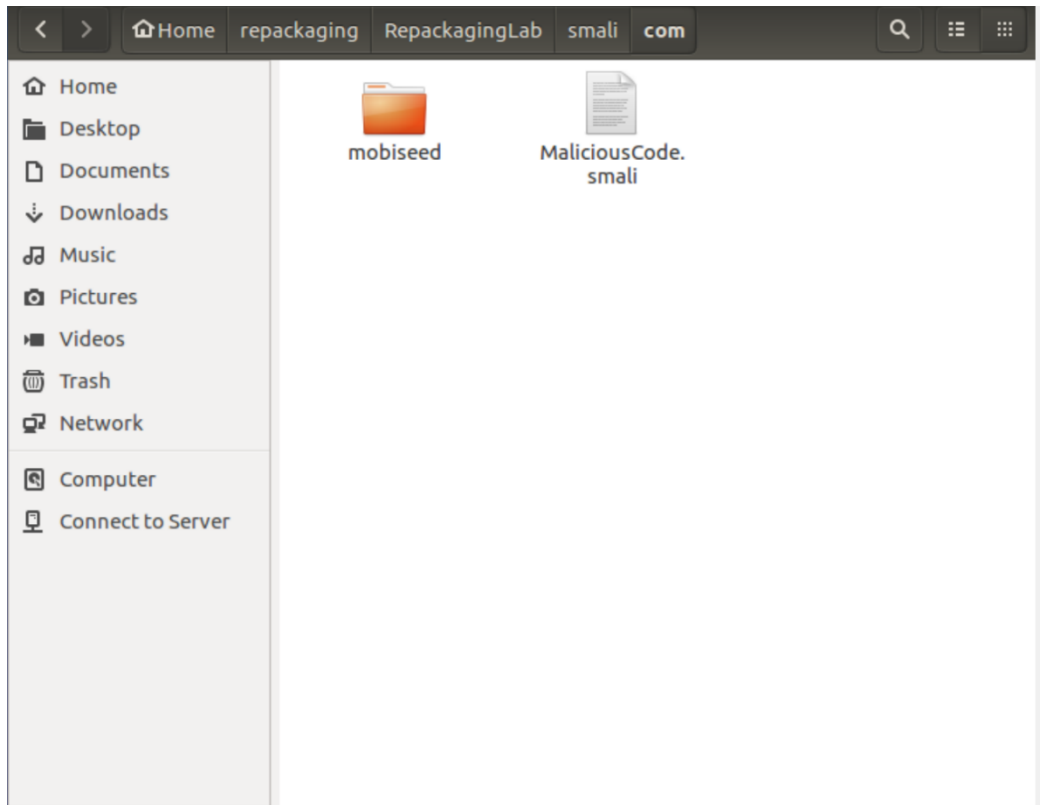 Home repackaging RepackagingLab smali com
Home
Desktop
Documents
Downloads
Music
Pictures
Videos
Trash
Network
Computer
Connect to Server
mobiseed
MaliciousCode.
smali